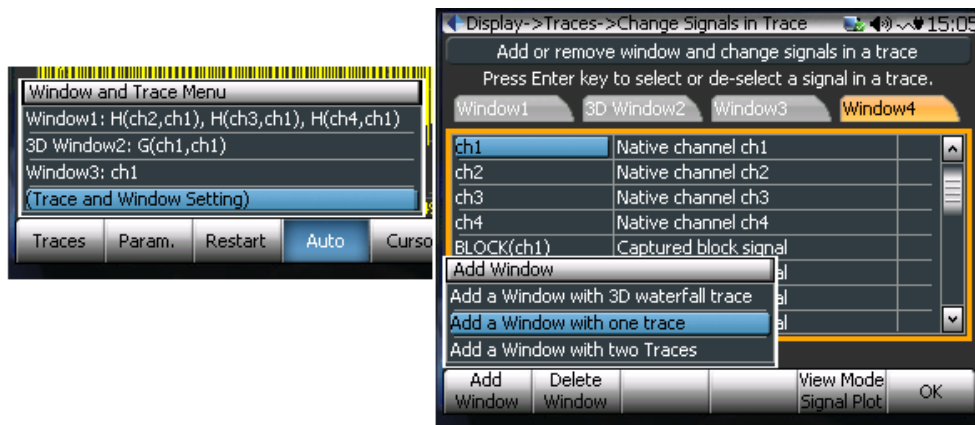 Window and Trace Menu
Window1: H(ch2,ch1), H(ch3,ch1), H(ch4,ch1)
3D Window2: G(ch1,ch1)
Window3: ch1
(Trace and Window Setting)
Traces Param. Restart Auto Curso
Display->Traces->Change Signals in Trace 15:05
Add or remove window and change signals in a trace
Press Enter key to select or de-select a signal in a trace.
Window1 3D Window2 Window3 Window4
ch1 Native channel ch1
ch2 Native channel ch2
ch3 Native channel ch3
ch4 Native channel ch4
BLOCK(ch1) Captured block signal
Add Window
Add a Window with 3D waterfall trace
Add a Window with one trace
Add a Window with two Traces
Add Window
Delete Window
View Mode Signal Plot
OK